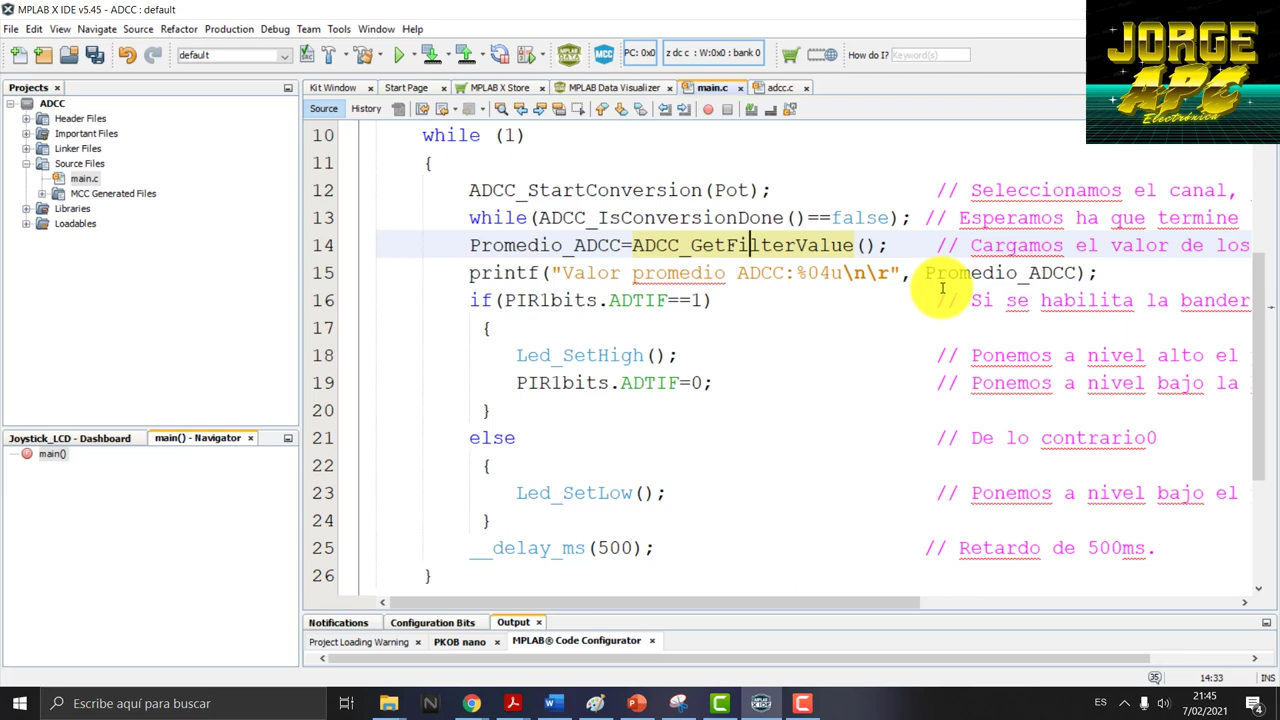 MPLAB X IDE v5.45 - ADCC : default
File Edit View Navigate Source Refactor Production Debug Team Tools Window Help
default PC: 0x0 z dc c : W:0x0 : bank 0 How do I? Keyword(s)
MCC
JORGE
APC
Electrónica
Projects
Kit Window Start Page MPLAB X Store MPLAB Data Visualizer main.c adcc.c
Source History
ADCC
Header Files
Important Files
Linker Files
Source Files
main.c
MCC Generated Files
Libraries
Loadables
10 while (1)
11 {
12 ADCC_StartConversion(Pot); // Seleccionamos el canal,
13 while(ADCC_IsConversionDone()==false); // Esperamos ha que termine
14 Promedio_ADCC=ADCC_GetFilterValue(); // Cargamos el valor de los
15 printf("Valor promedio ADCC:%04u\n\r", Promedio_ADCC);
16 if(PIR1bits.ADTIF==1) // Si se habilita la bander
17 {
18 Led_SetHigh(); // Ponemos a nivel alto el
19 PIR1bits.ADTIF=0; // Ponemos a nivel bajo la
20 }
21 else // De lo contrario0
22 {
23 Led_SetLow(); // Ponemos a nivel bajo el
24 }
25 __delay_ms(500); // Retardo de 500ms.
26 }
Joystick_LCD - Dashboard main() - Navigator
main()
Notifications Configuration Bits Output
Project Loading Warning PKOB nano MPLAB® Code Configurator
35 14:33 INS
Escribe aquí para buscar
ES 21:45
7/02/2021
4